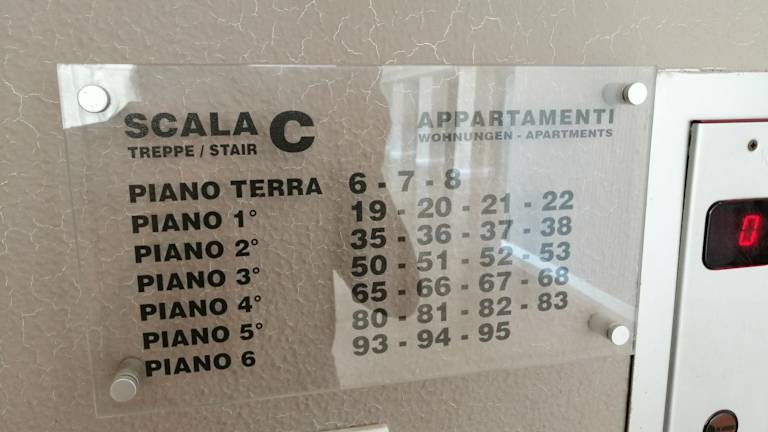 SCALA C APPARTAMENTI
TREPPE / STAIR WOHNUNGEN - APARTMENTS
PIANO TERRA 6 - 7 - 8
PIANO 1° 19 - 20 - 21 - 22
PIANO 2° 35 - 36 - 37 - 38
PIANO 3° 50 - 51 - 52 - 53
PIANO 4° 65 - 66 - 67 - 68
PIANO 5° 80 - 81 - 82 - 83
PIANO 6 93 - 94 - 95
0